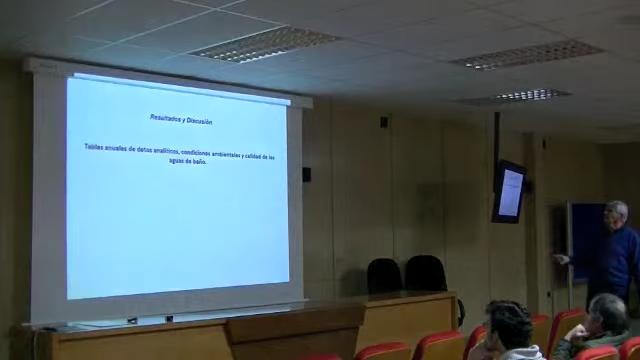 Resultados y Discusión
Tablas anuales de datos analíticos, condiciones ambientales y calidad de las
aguas de baño.